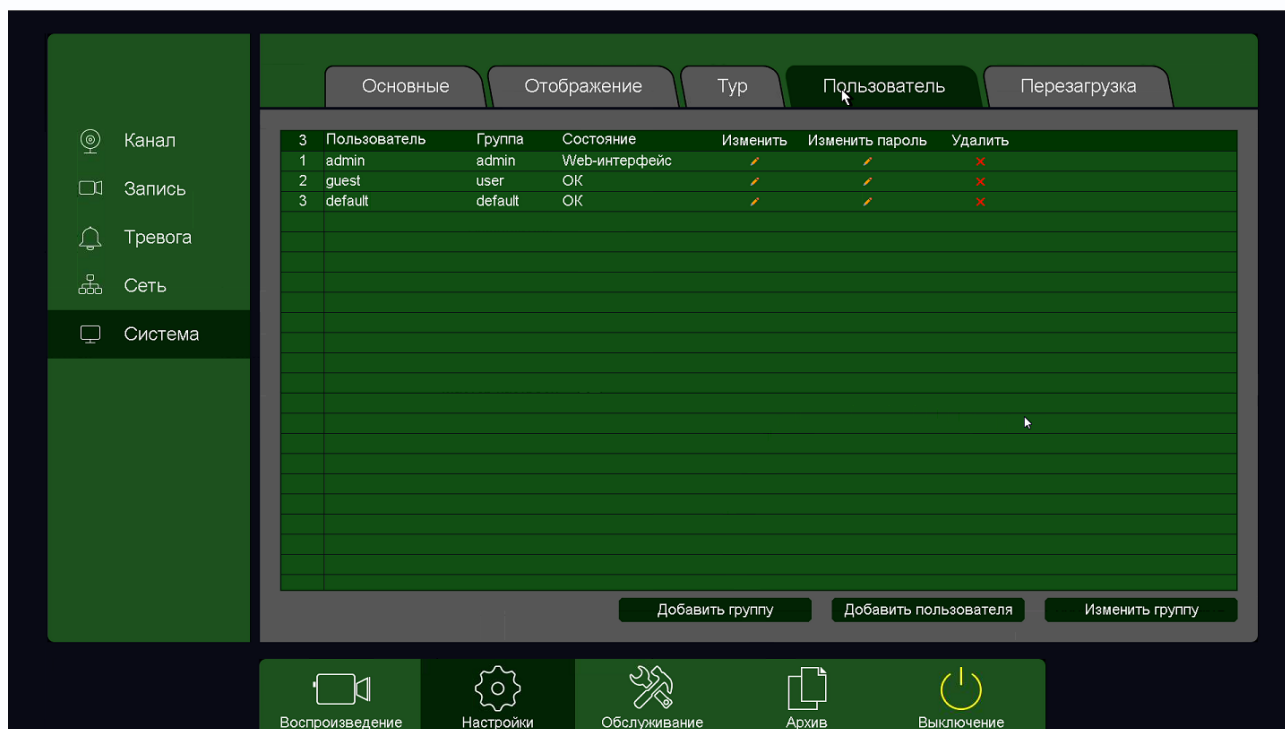 Основные Отображение Тур Пользователь Перезагрузка
Канал
Запись
Тревога
Сеть
Система
3 Пользователь Группа Состояние Изменить Изменить пароль Удалить
1 admin admin Web-интерфейс
2 guest user OK
3 default default OK
Добавить группу Добавить пользователя Изменить группу
Воспроизведение Настройки Обслуживание Архив Выключение